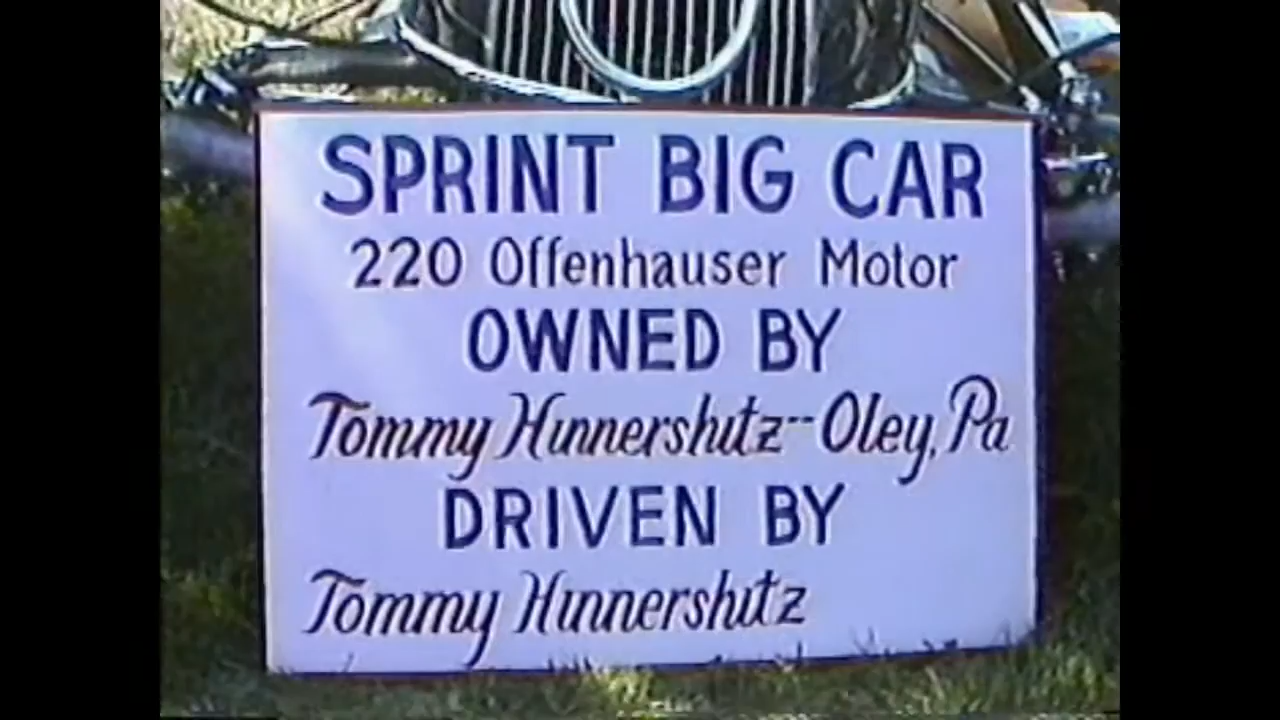 SPRINT BIG CAR
220 Offenhauser Motor
OWNED BY
Tommy Hinnershitz--Oley, Pa
DRIVEN BY
Tommy Hinnershitz